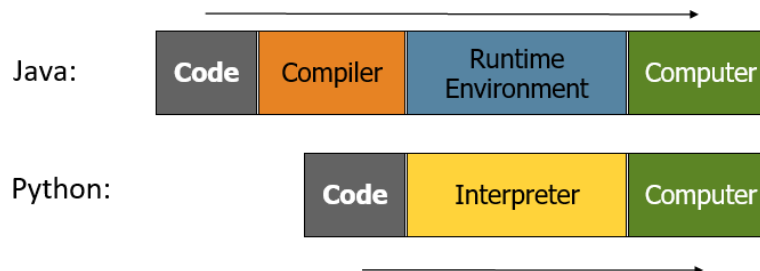 Java:
Code
Compiler
Runtime
Environment
Computer
Python:
Code
Interpreter
Computer